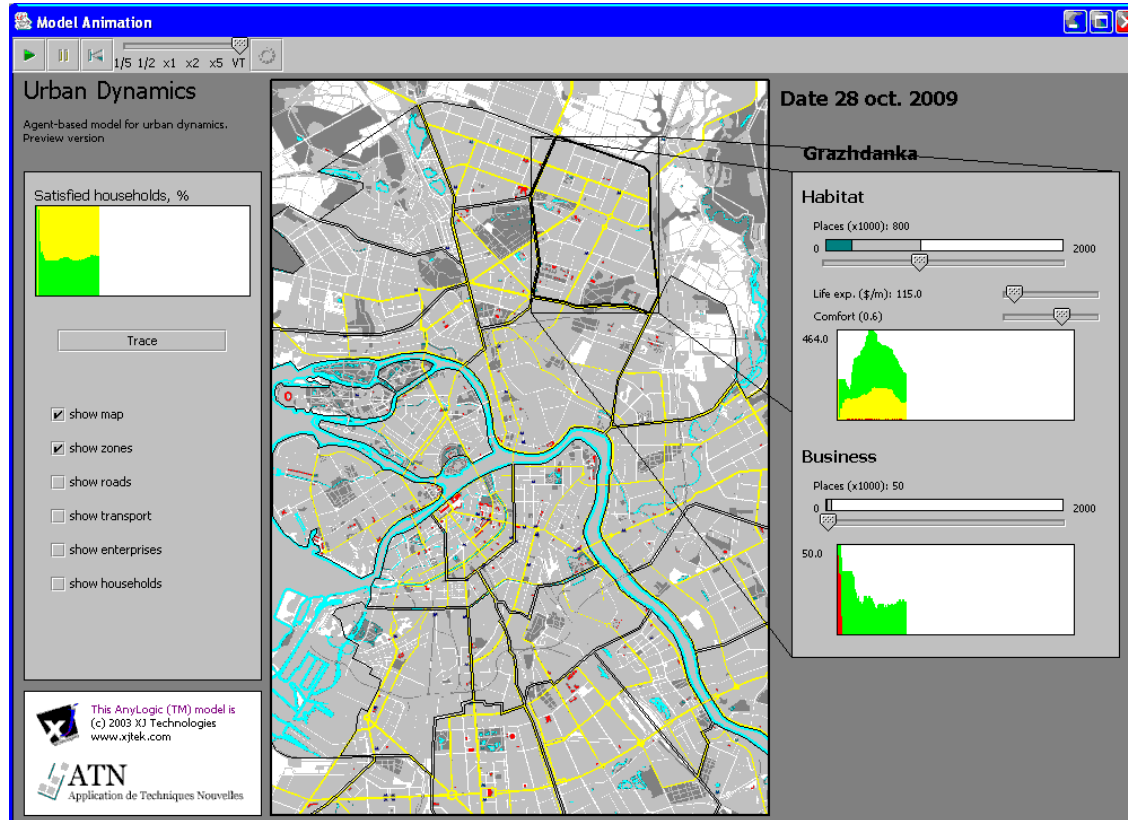 Model Animation
1/5 1/2 x1 x2 x5 VT
Urban Dynamics
Agent-based model for urban dynamics.
Preview version
Satisfied households, %
Trace
show map
show zones
show roads
show transport
show enterprises
show households
This AnyLogic (TM) model is
(c) 2003 XJ Technologies
www.xjtek.com
ATN
Application de Techniques Nouvelles
Date 28 oct. 2009
Grazhdanka
Habitat
Places (x1000): 800
0 2000
Life exp. ($/m): 115.0
Comfort (0.6)
464.0
Business
Places (x1000): 50
0 2000
50.0